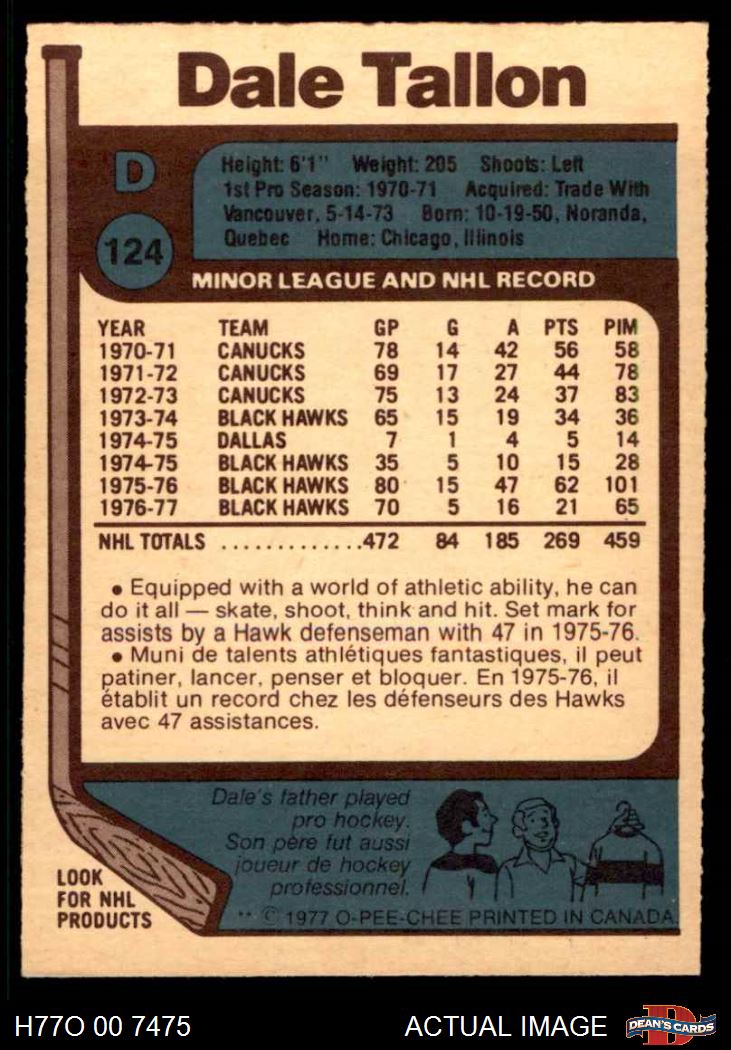 Dale Tallon
D
Height: 6'1" Weight: 205 Shoots: Left
1st Pro Season: 1970-71 Acquired: Trade With
Vancouver, 5-14-73 Born: 10-19-50, Noranda,
Quebec Home: Chicago, Illinois
124
MINOR LEAGUE AND NHL RECORD
YEAR TEAM GP G A PTS PIM
1970-71 CANUCKS 78 14 42 56 58
1971-72 CANUCKS 69 17 27 44 78
1972-73 CANUCKS 75 13 24 37 83
1973-74 BLACK HAWKS 65 15 19 34 36
1974-75 DALLAS 7 1 4 5 14
1974-75 BLACK HAWKS 35 5 10 15 28
1975-76 BLACK HAWKS 80 15 47 62 101
1976-77 BLACK HAWKS 70 5 16 21 65
NHL TOTALS .............472 84 185 269 459
• Equipped with a world of athletic ability, he can
do it all — skate, shoot, think and hit. Set mark for
assists by a Hawk defenseman with 47 in 1975-76.
• Muni de talents athlétiques fantastiques, il peut
patiner, lancer, penser et bloquer. En 1975-76, il
établit un record chez les défenseurs des Hawks
avec 47 assistances.
Dale's father played
pro hockey.
Son père fut aussi
joueur de hockey
professionnel.
LOOK
FOR NHL
PRODUCTS
** © 1977 O-PEE-CHEE PRINTED IN CANADA.
H77O 00 7475 ACTUAL IMAGE DEAN'S CARDS